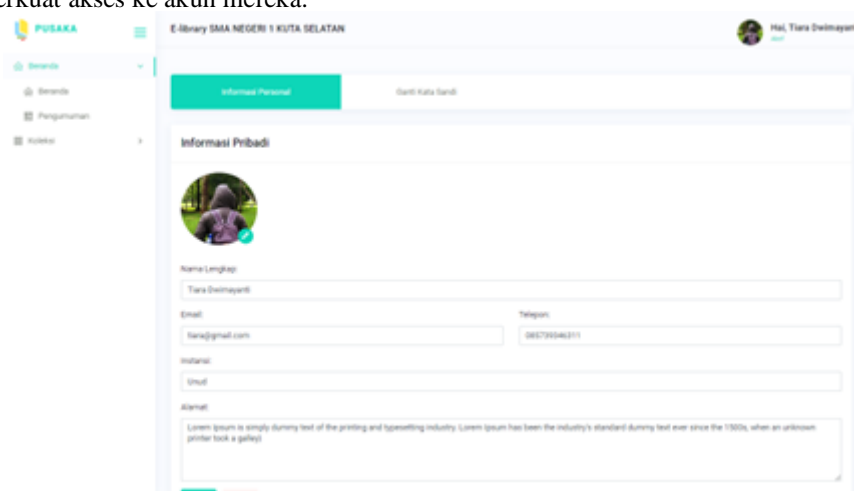 erkuat akses ke akun mereka.
PUSAKA
E-library SMA NEGERI 1 KUTA SELATAN
Hai, Tiara Dwimayan
Beranda
Beranda
Pengumuman
Koleksi
Informasi Personal
Ganti Kata Sandi
Informasi Pribadi
Nama Lengkap:
Tiara Dwimayanti
Email:
Telepon:
tiara@gmail.com
085739346311
Instansi:
Unud
Alamat:
Lorem Ipsum is simply dummy text of the printing and typesetting industry. Lorem Ipsum has been the industry's standard dummy text ever since the 1500s, when an unknown
printer took a galley)